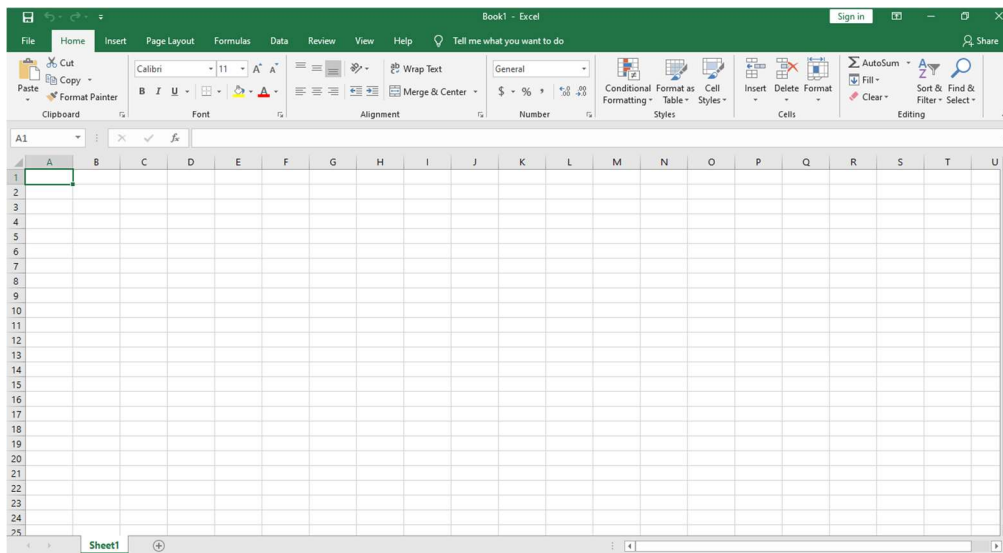 Book1 - Excel
Sign in
File Home Insert Page Layout Formulas Data Review View Help Tell me what you want to do
Share
Paste
Cut
Copy
Format Painter
Clipboard
Calibri 11 A A
B I U A
Font
ab Wrap Text
Merge & Center
Alignment
General
$ % , .00 .0
Number
Conditional Formatting
Format as Table
Cell Styles
Styles
Insert Delete Format
Cells
AutoSum
Fill
Clear
Sort & Filter
Find & Select
Editing
A1 fx
A B C D E F G H I J K L M N O P Q R S T U
1
2
3
4
5
6
7
8
9
10
11
12
13
14
15
16
17
18
19
20
21
22
23
24
25
Sheet1